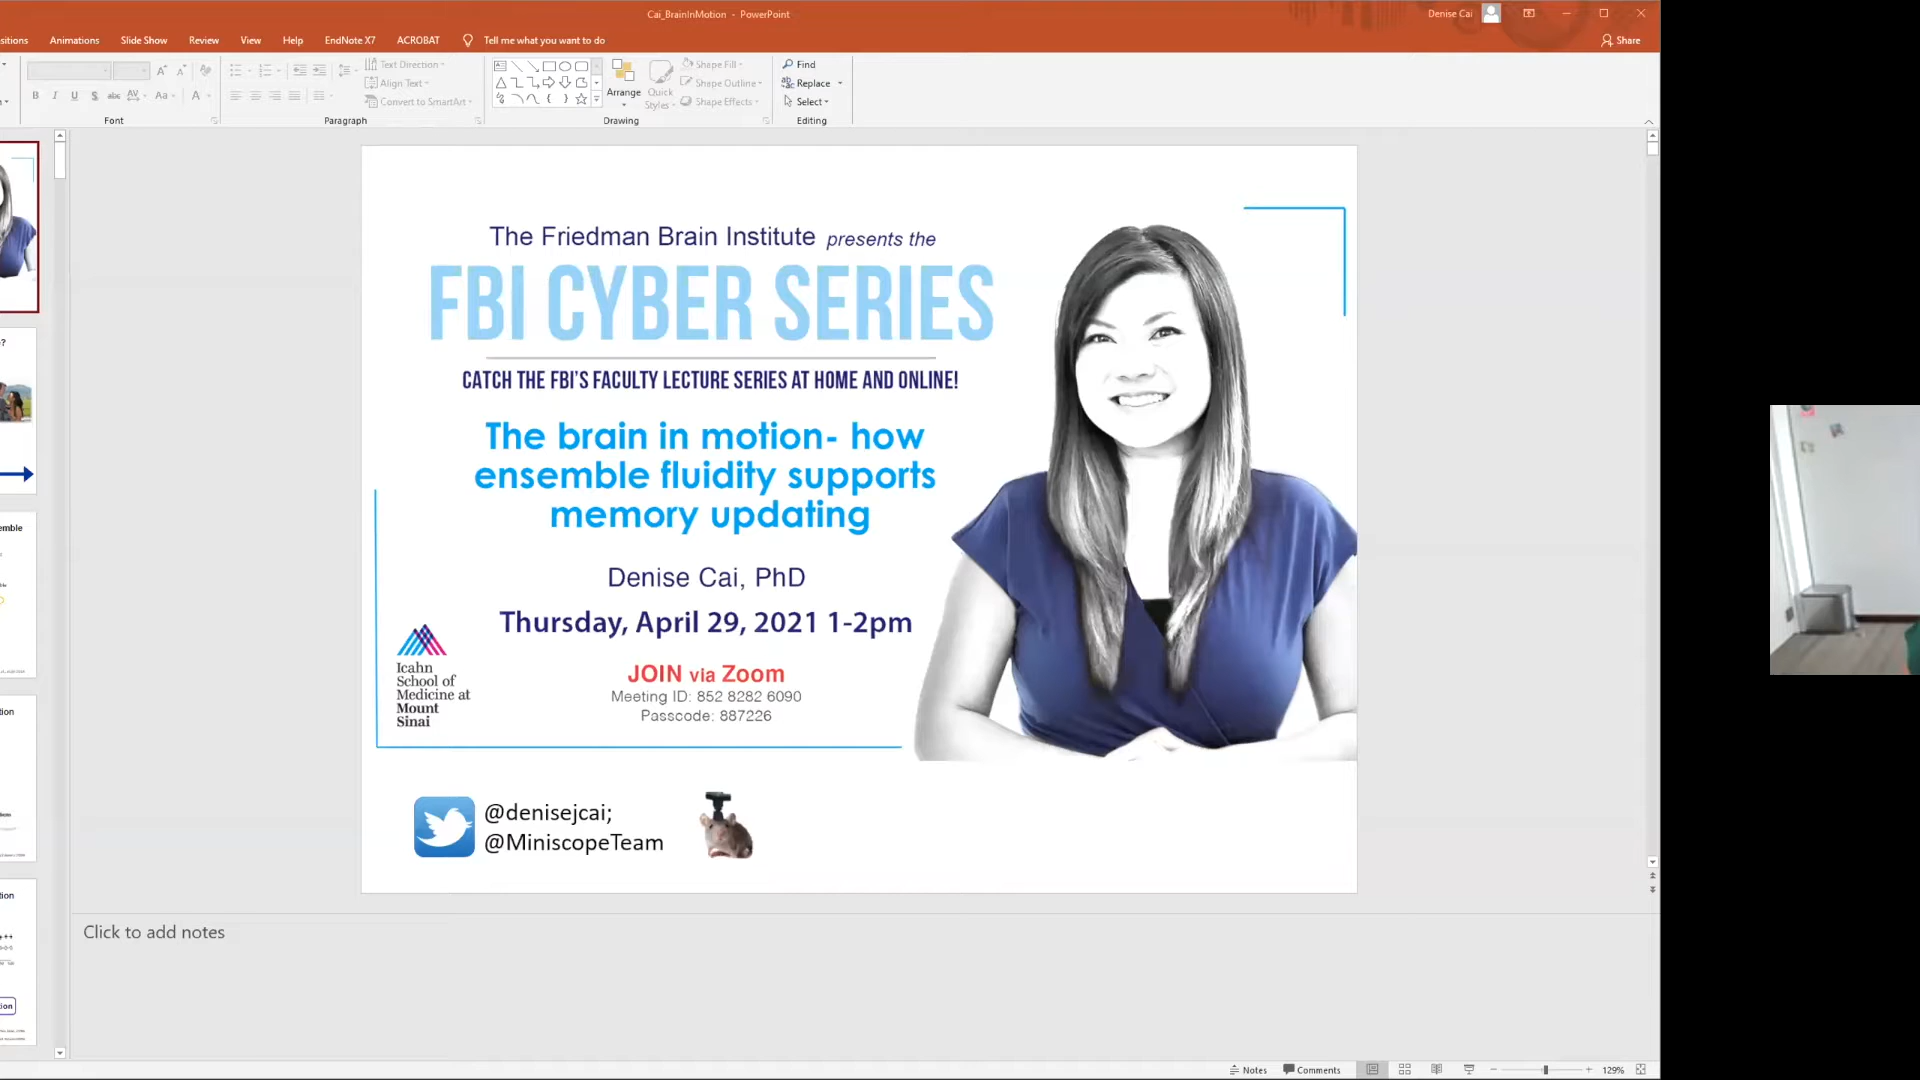 Cai_BrainInMotion - PowerPoint
Denise Cai
sitions Animations Slide Show Review View Help EndNote X7 ACROBAT Tell me what you want to do
Share
Text Direction
Align Text
Convert to SmartArt
Arrange
Quick Styles
Shape Fill
Shape Outline
Shape Effects
Find
Replace
Select
Font
Paragraph
Drawing
Editing
The Friedman Brain Institute presents the
FBI CYBER SERIES
CATCH THE FBI'S FACULTY LECTURE SERIES AT HOME AND ONLINE!
The brain in motion- how
ensemble fluidity supports
memory updating
Denise Cai, PhD
Thursday, April 29, 2021 1-2pm
JOIN via Zoom
Meeting ID: 852 8282 6090
Passcode: 887226
Icahn
School of
Medicine at
Mount
Sinai
@denisejcai;
@MiniscopeTeam
Click to add notes
Notes
Comments
129%